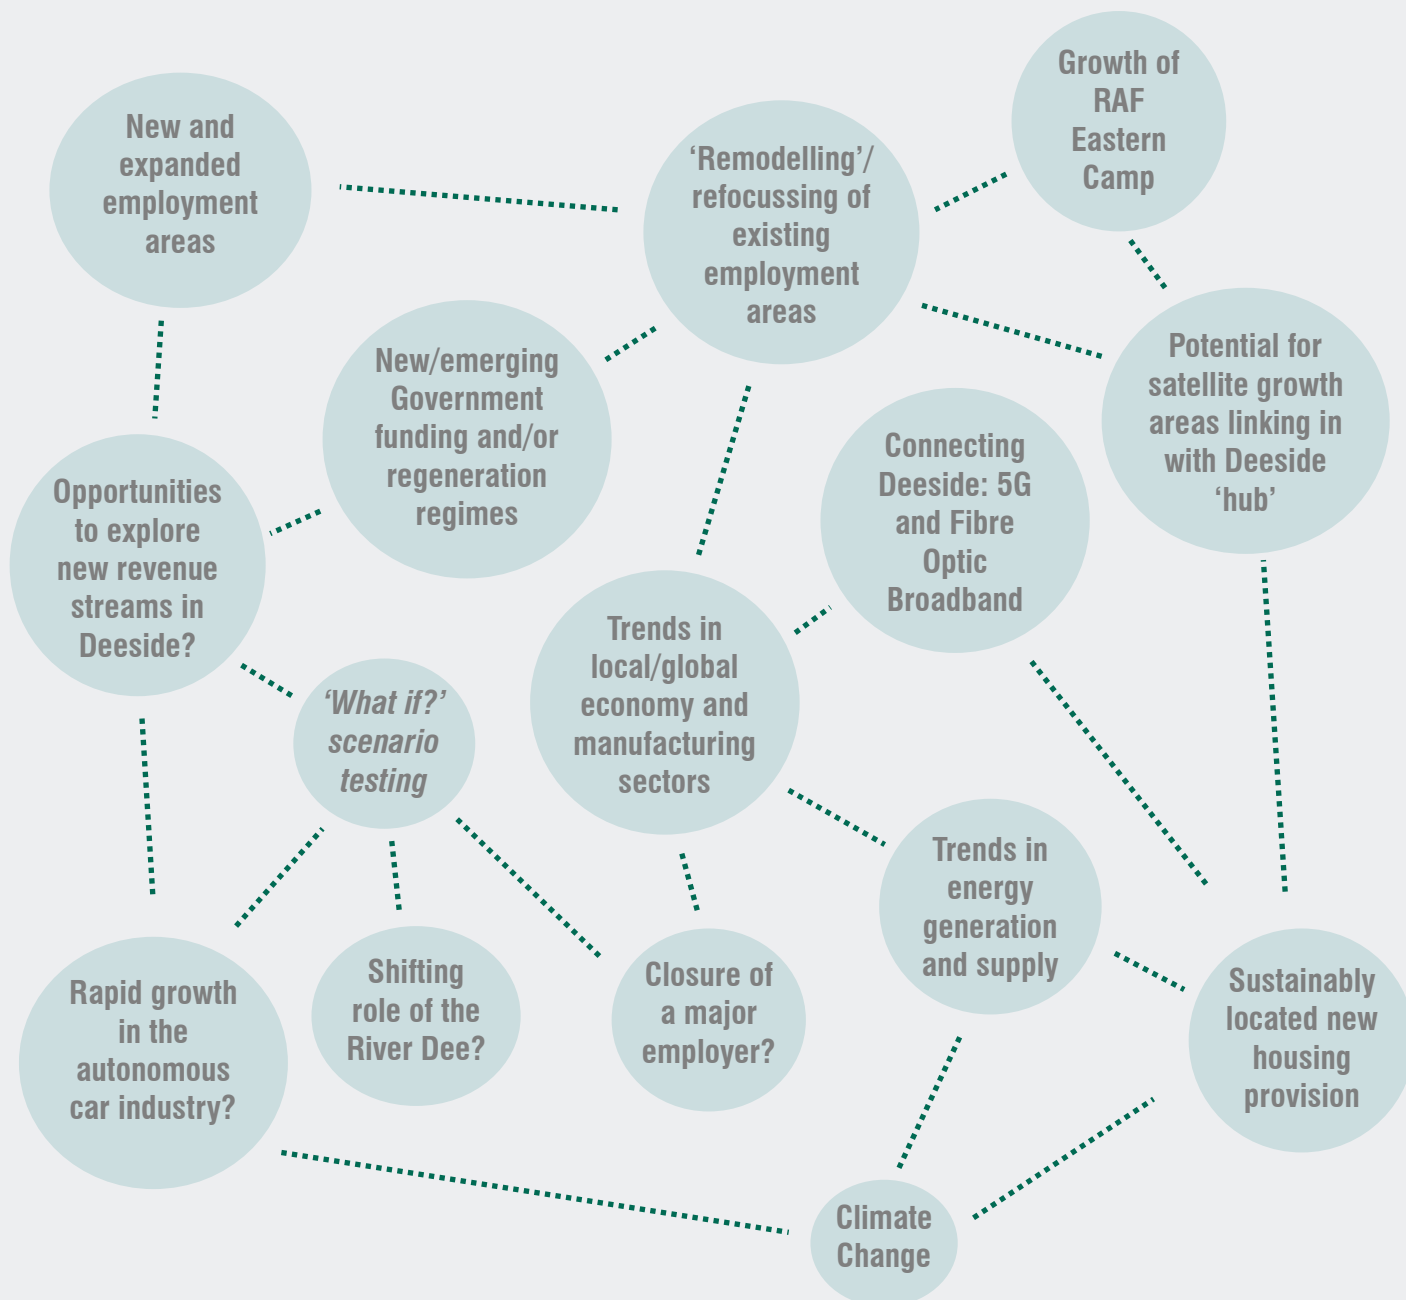 Growth of
RAF
Eastern
Camp
New and
expanded
employment
areas
‘Remodelling’/
refocussing of
existing
employment
areas
New/emerging
Government
funding and/or
regeneration
regimes
Potential for
satellite growth
areas linking in
with Deeside
‘hub’
Connecting
Deeside: 5G
and Fibre
Optic
Broadband
Opportunities
to explore
new revenue
streams in
Deeside?
Trends in
local/global
economy and
manufacturing
sectors
‘What if?’
scenario
testing
Trends in
energy
generation
and supply
Rapid growth
in the
autonomous
car industry?
Shifting
role of the
River Dee?
Closure of
a major
employer?
Sustainably
located new
housing
provision
Climate
Change